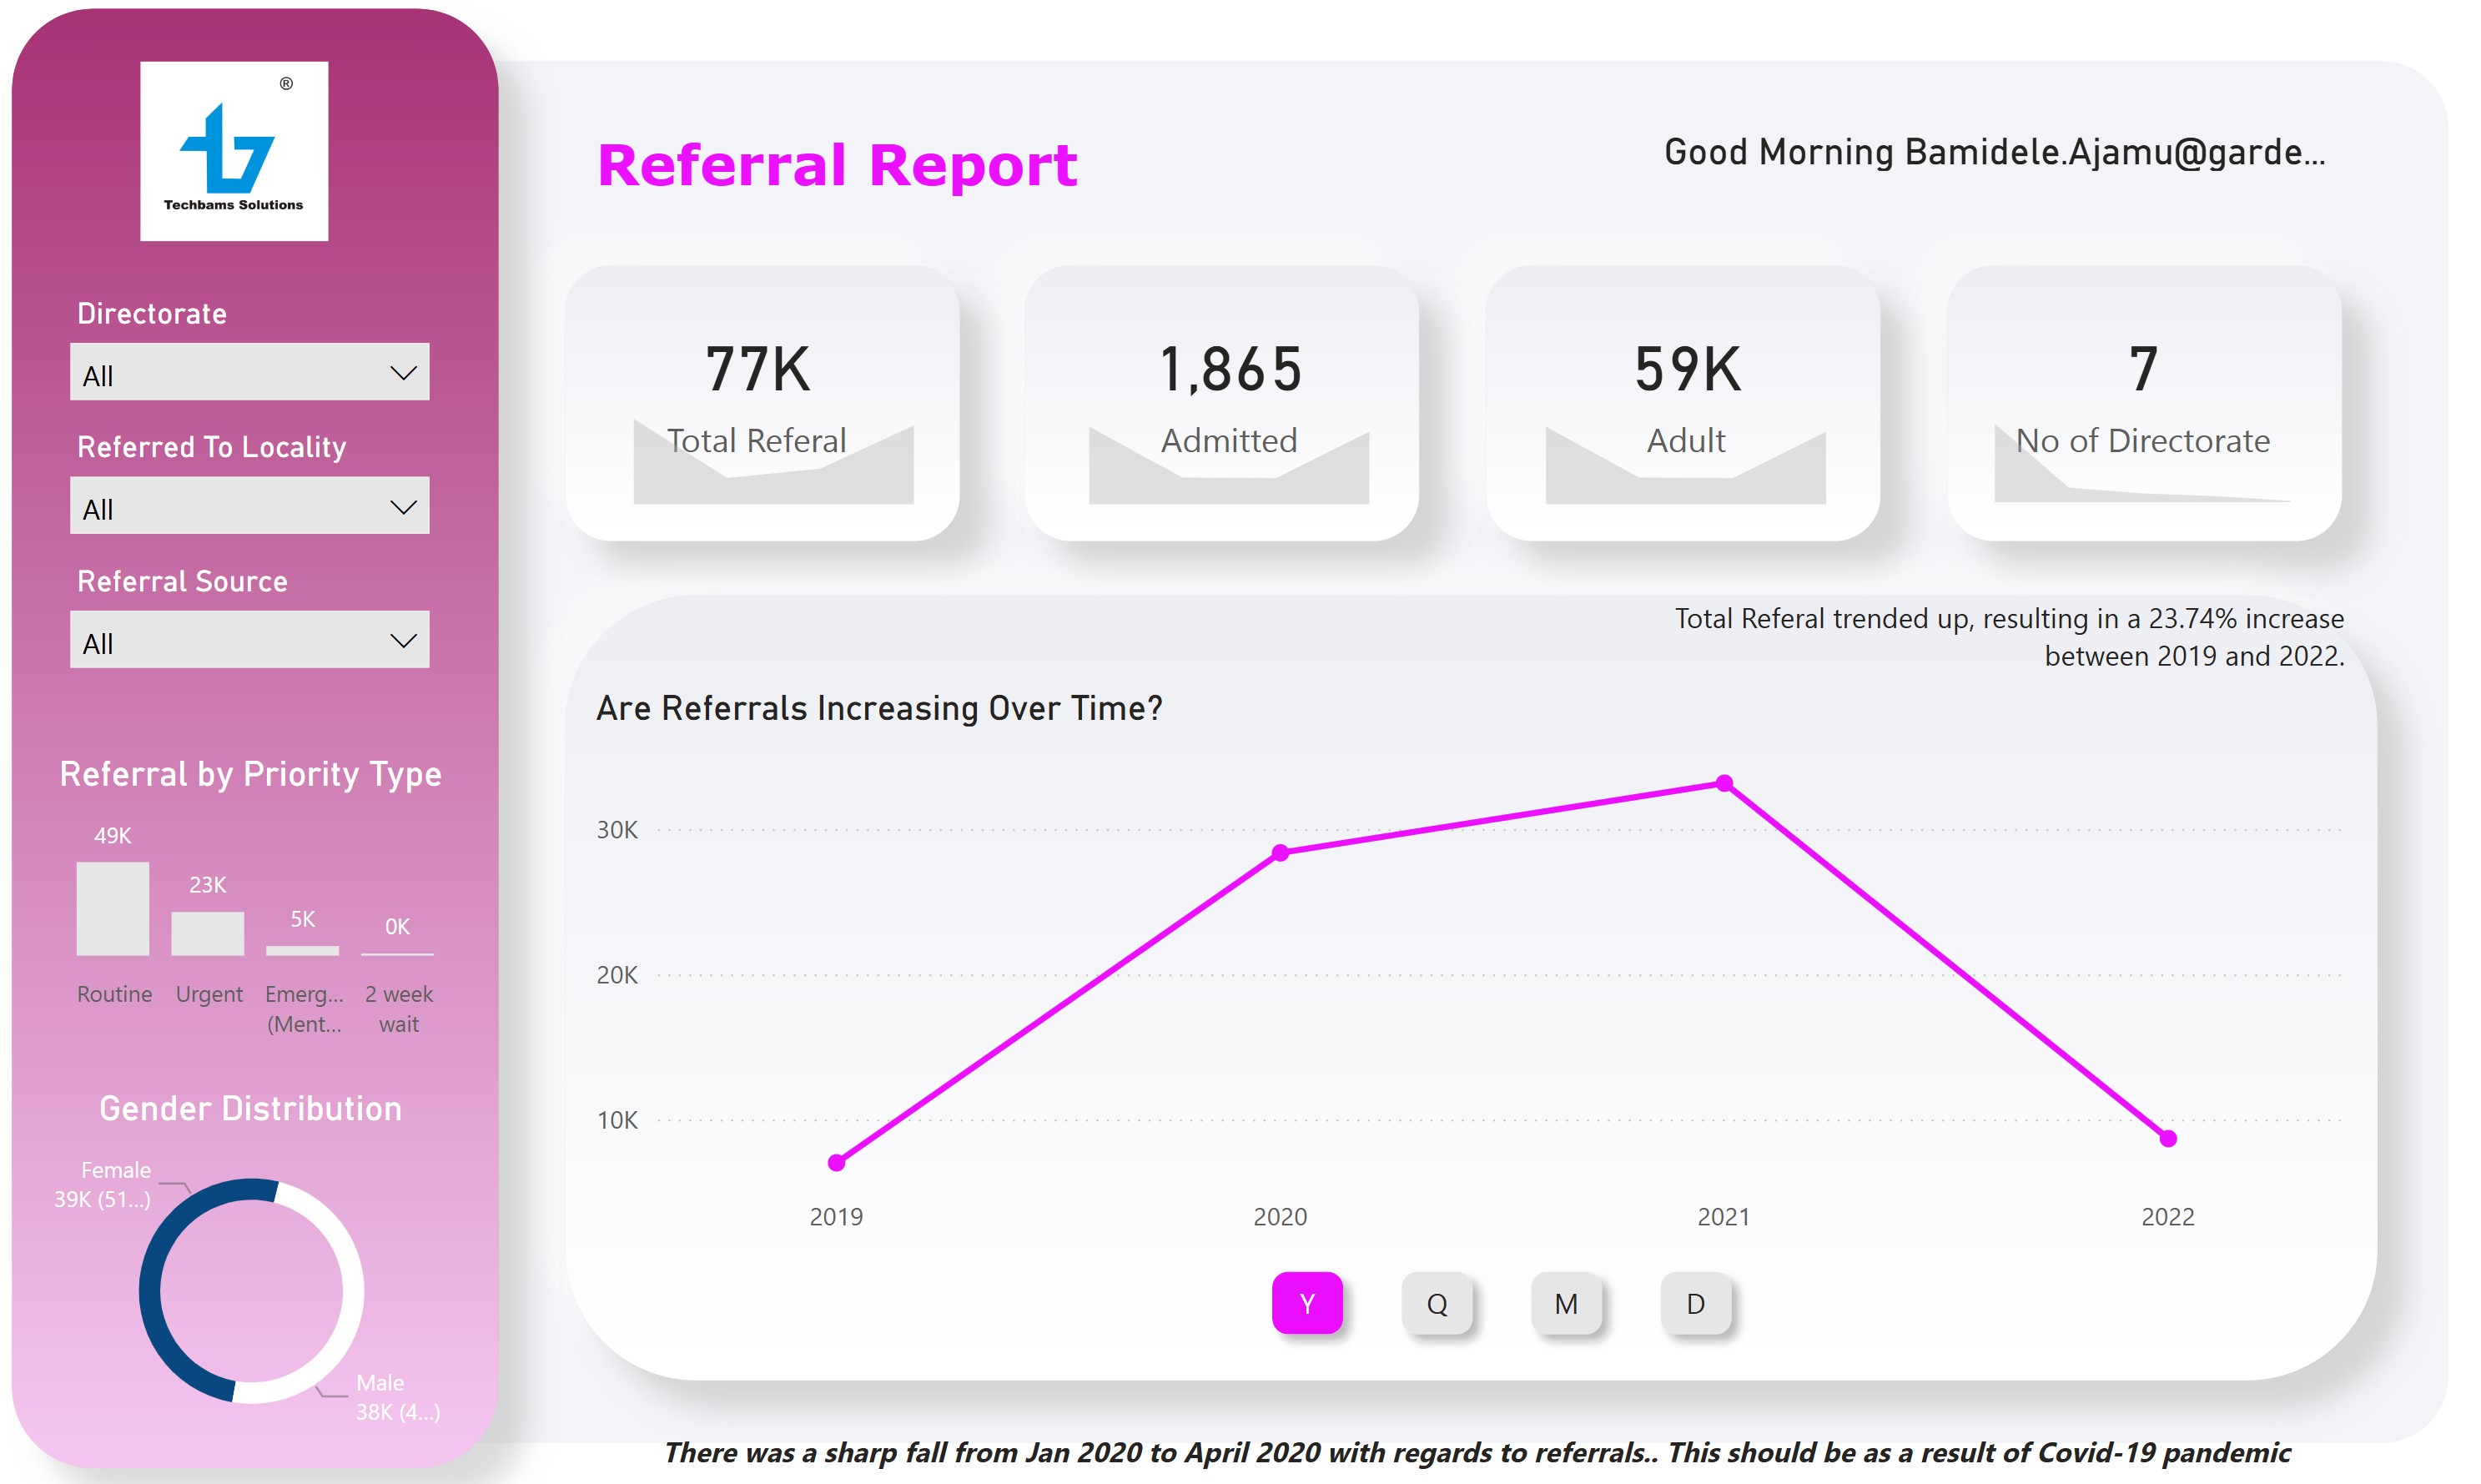 ®
Techbams Solutions
Directorate
All
Referred To Locality
All
Referral Source
All
Referral by Priority Type
49K
23K
5K
0K
Routine
Urgent
Emerg...
(Ment...
2 week
wait
Gender Distribution
Female
39K (51...)
Male
38K (4...)
Referral Report
Good Morning Bamidele.Ajamu@garde...
77K
Total Referal
1,865
Admitted
59K
Adult
7
No of Directorate
Total Referal trended up, resulting in a 23.74% increase
between 2019 and 2022.
Are Referrals Increasing Over Time?
30K
20K
10K
2019
2020
2021
2022
Y
Q
M
D
There was a sharp fall from Jan 2020 to April 2020 with regards to referrals.. This should be as a result of Covid-19 pandemic